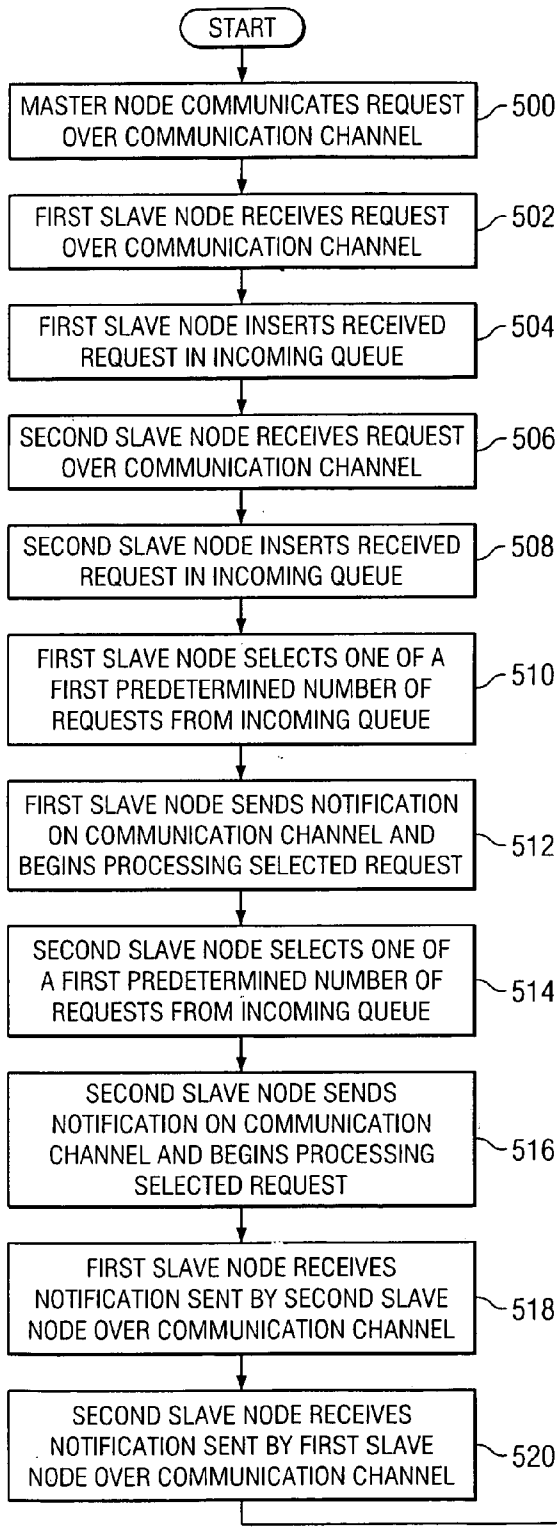 START
MASTER NODE COMMUNICATES REQUEST
OVER COMMUNICATION CHANNEL
500
FIRST SLAVE NODE RECEIVES REQUEST
OVER COMMUNICATION CHANNEL
502
FIRST SLAVE NODE INSERTS RECEIVED
REQUEST IN INCOMING QUEUE
504
SECOND SLAVE NODE RECEIVES REQUEST
OVER COMMUNICATION CHANNEL
506
SECOND SLAVE NODE INSERTS RECEIVED
REQUEST IN INCOMING QUEUE
508
FIRST SLAVE NODE SELECTS ONE OF A
FIRST PREDETERMINED NUMBER OF
REQUESTS FROM INCOMING QUEUE
510
FIRST SLAVE NODE SENDS NOTIFICATION
ON COMMUNICATION CHANNEL AND
BEGINS PROCESSING SELECTED REQUEST
512
SECOND SLAVE NODE SELECTS ONE OF
A FIRST PREDETERMINED NUMBER OF
REQUESTS FROM INCOMING QUEUE
514
SECOND SLAVE NODE SENDS
NOTIFICATION ON COMMUNICATION
CHANNEL AND BEGINS PROCESSING
SELECTED REQUEST
516
FIRST SLAVE NODE RECEIVES
NOTIFICATION SENT BY SECOND SLAVE
NODE OVER COMMUNICATION CHANNEL
518
SECOND SLAVE NODE RECEIVES
NOTIFICATION SENT BY FIRST SLAVE
NODE OVER COMMUNICATION CHANNEL
520